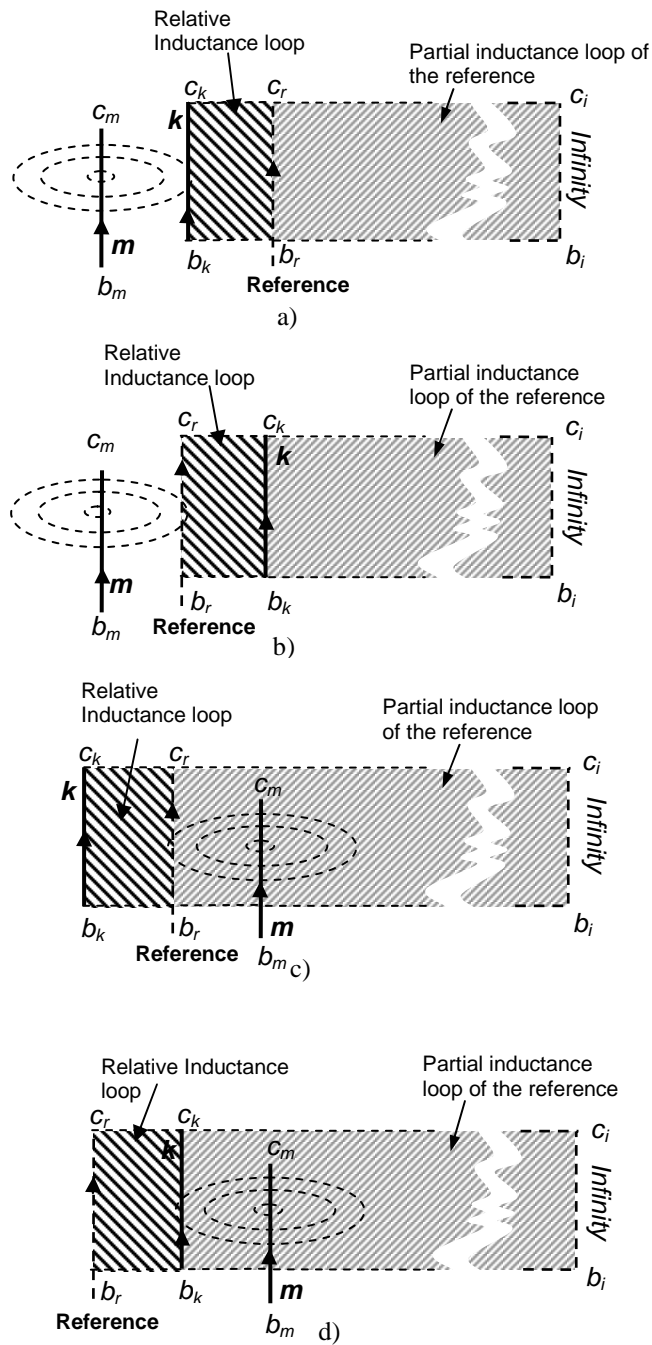 Relative
Inductance loop
Partial inductance loop of
the reference
c_k
c_r
c_i
c_m
k
Infinity
m
b_k
b_r
b_i
b_m
Reference
a)
Relative
Inductance loop
Partial inductance
loop of the reference
c_r
c_k
c_i
c_m
k
Infinity
m
b_r
b_k
b_i
b_m
Reference
b)
Relative
Inductance loop
Partial inductance loop
of the reference
c_k
c_r
c_i
k
c_m
Infinity
b_k
b_r
m
b_i
Reference
b_m
c)
Relative Inductance
loop
Partial inductance
loop of the reference
c_r
c_k
c_i
k
c_m
Infinity
b_r
b_k
m
b_i
Reference
b_m
d)